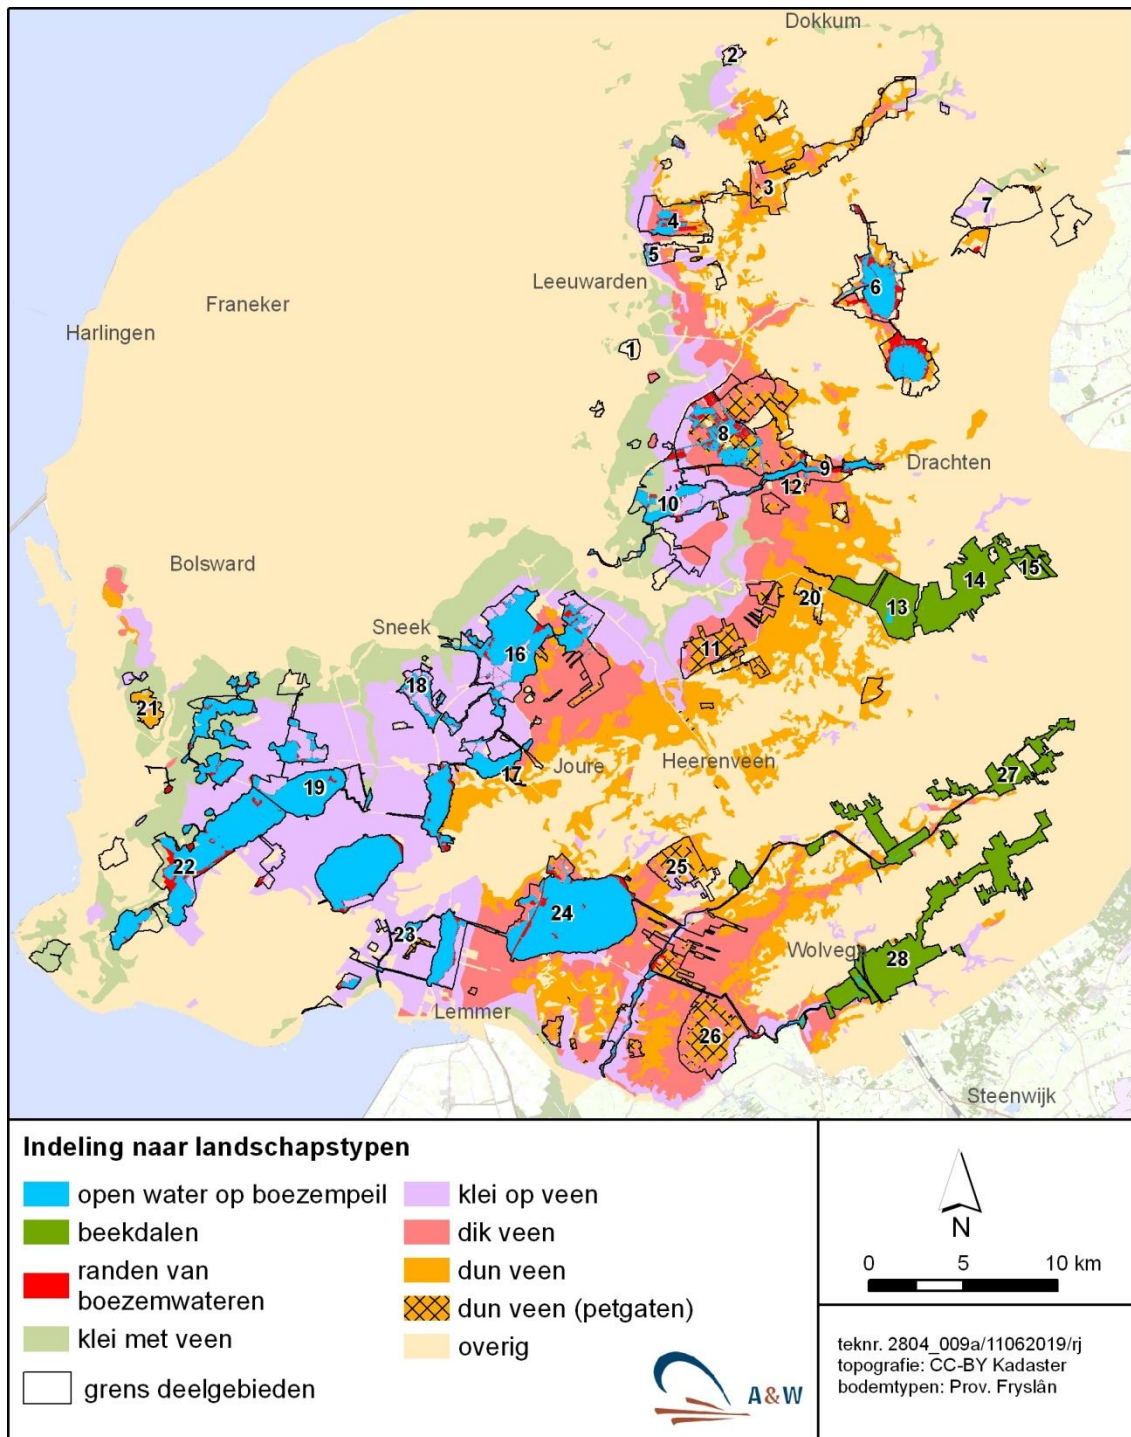 Dokkum
2
3
7
4
5
Leeuwarden
6
Franeker
Harlingen
1
8
9
Drachten
12
10
Bolsward
15
14
20
13
Sneek
16
11
18
21
27
17
Joure
Heerenveen
19
25
22
24
23
Wolvega
28
Lemmer
26
Steenwijk
Indeling naar landschapstypen
open water op boezempeil
beekdalen
randen van
boezemwateren
klei met veen
grens deelgebieden
klei op veen
dik veen
dun veen
dun veen (petgaten)
overig
A&W
N
0 5 10 km
teknr. 2804_009a/11062019/rj
topografie: CC-BY Kadaster
bodemtypen: Prov. Fryslân